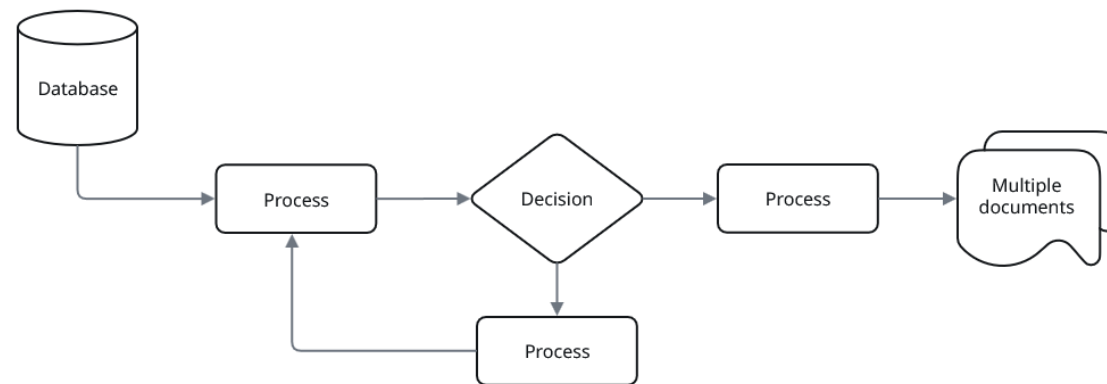 Database
Process
Decision
Process
Multiple
documents
Process